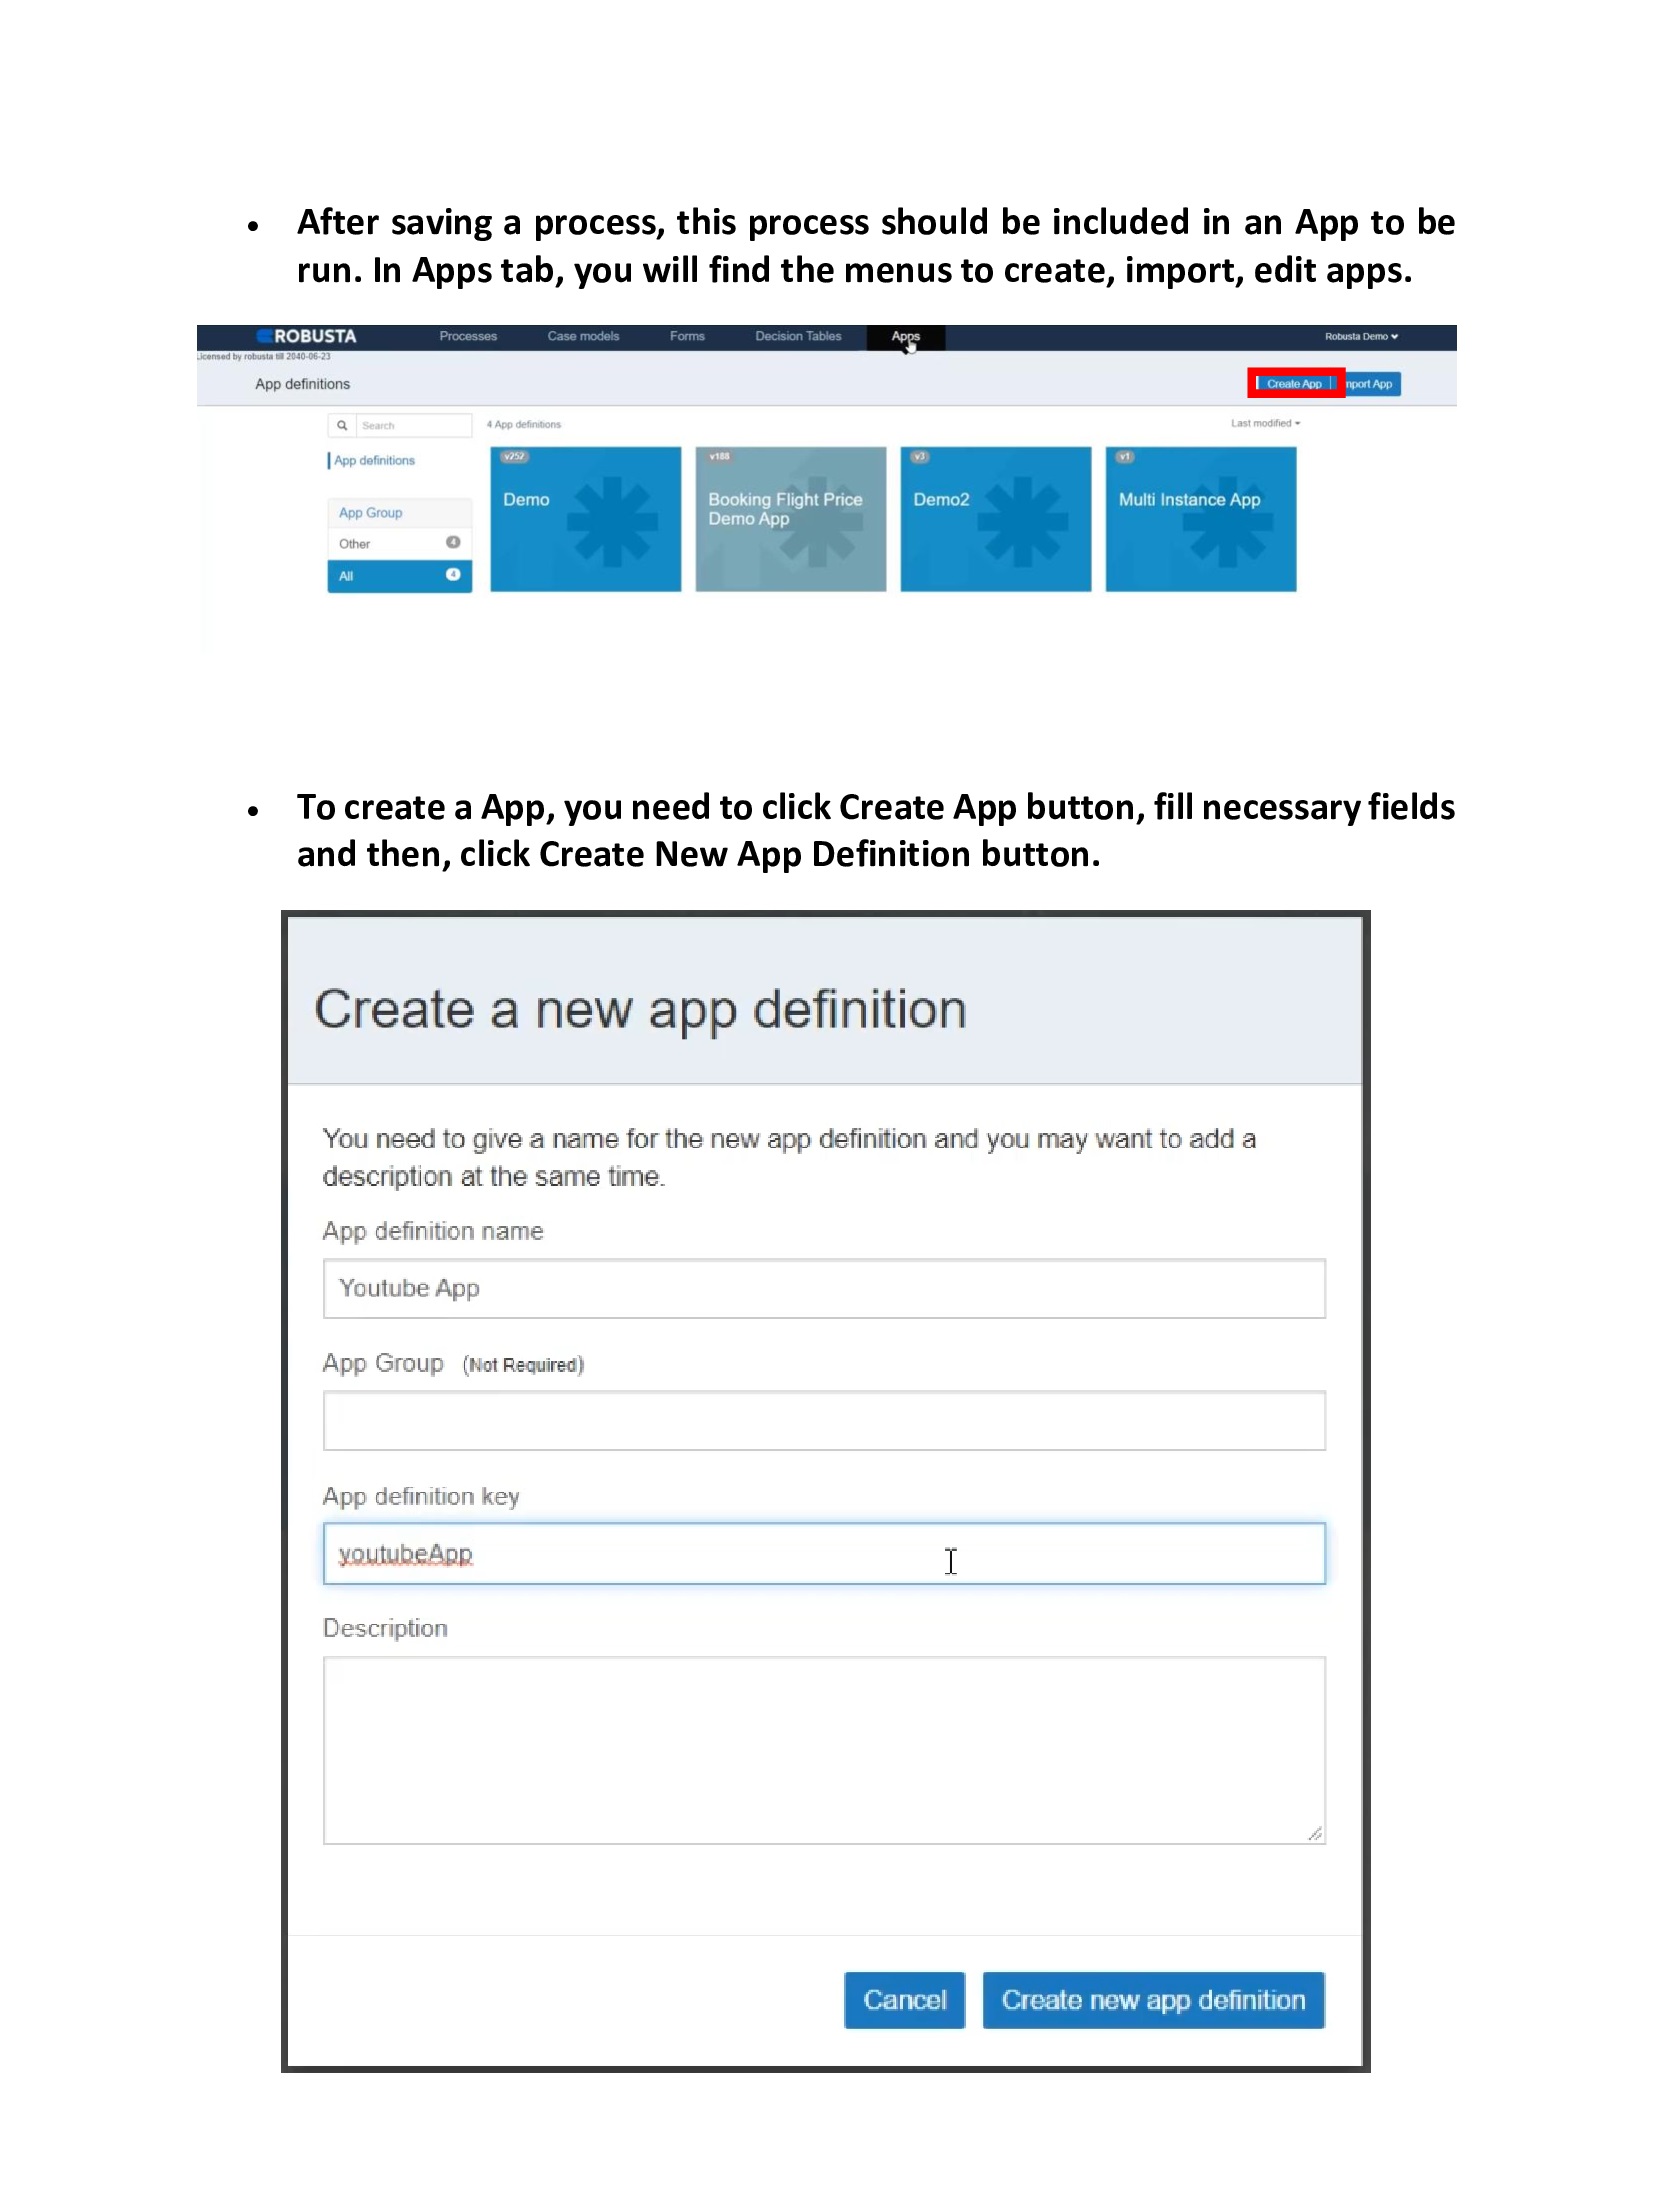 • After saving a process, this process should be included in an App to be
run. In Apps tab, you will find the menus to create, import, edit apps.
ROBUSTA Processes Case models Forms Decision Tables Apps Robusta Demo
Licensed by robusta till 2040-06-23
App definitions Create App mport App
Search 4 App definitions Last modified
App definitions
v252 v188 v3 v1
Demo Booking Flight Price Demo2 Multi Instance App
Demo App
App Group
Other 4
All 4
• To create a App, you need to click Create App button, fill necessary fields
and then, click Create New App Definition button.
Create a new app definition
You need to give a name for the new app definition and you may want to add a
description at the same time.
App definition name
Youtube App
App Group (Not Required)
App definition key
youtubeApp
Description
Cancel Create new app definition